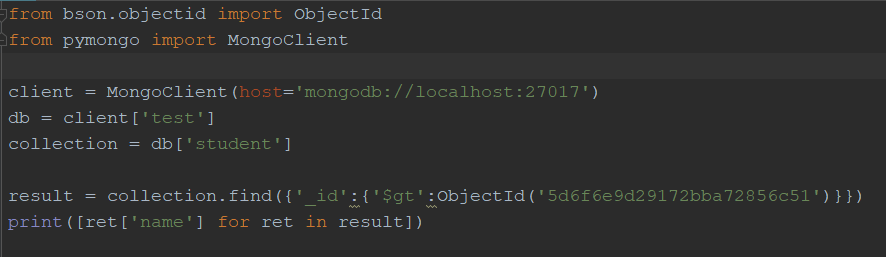 from bson.objectid import ObjectId
from pymongo import MongoClient
client = MongoClient(host='mongodb://localhost:27017')
db = client['test']
collection = db['student']
result = collection.find({'_id':{'$gt':ObjectId('5d6f6e9d29172bba72856c51')}})
print([ret['name'] for ret in result])